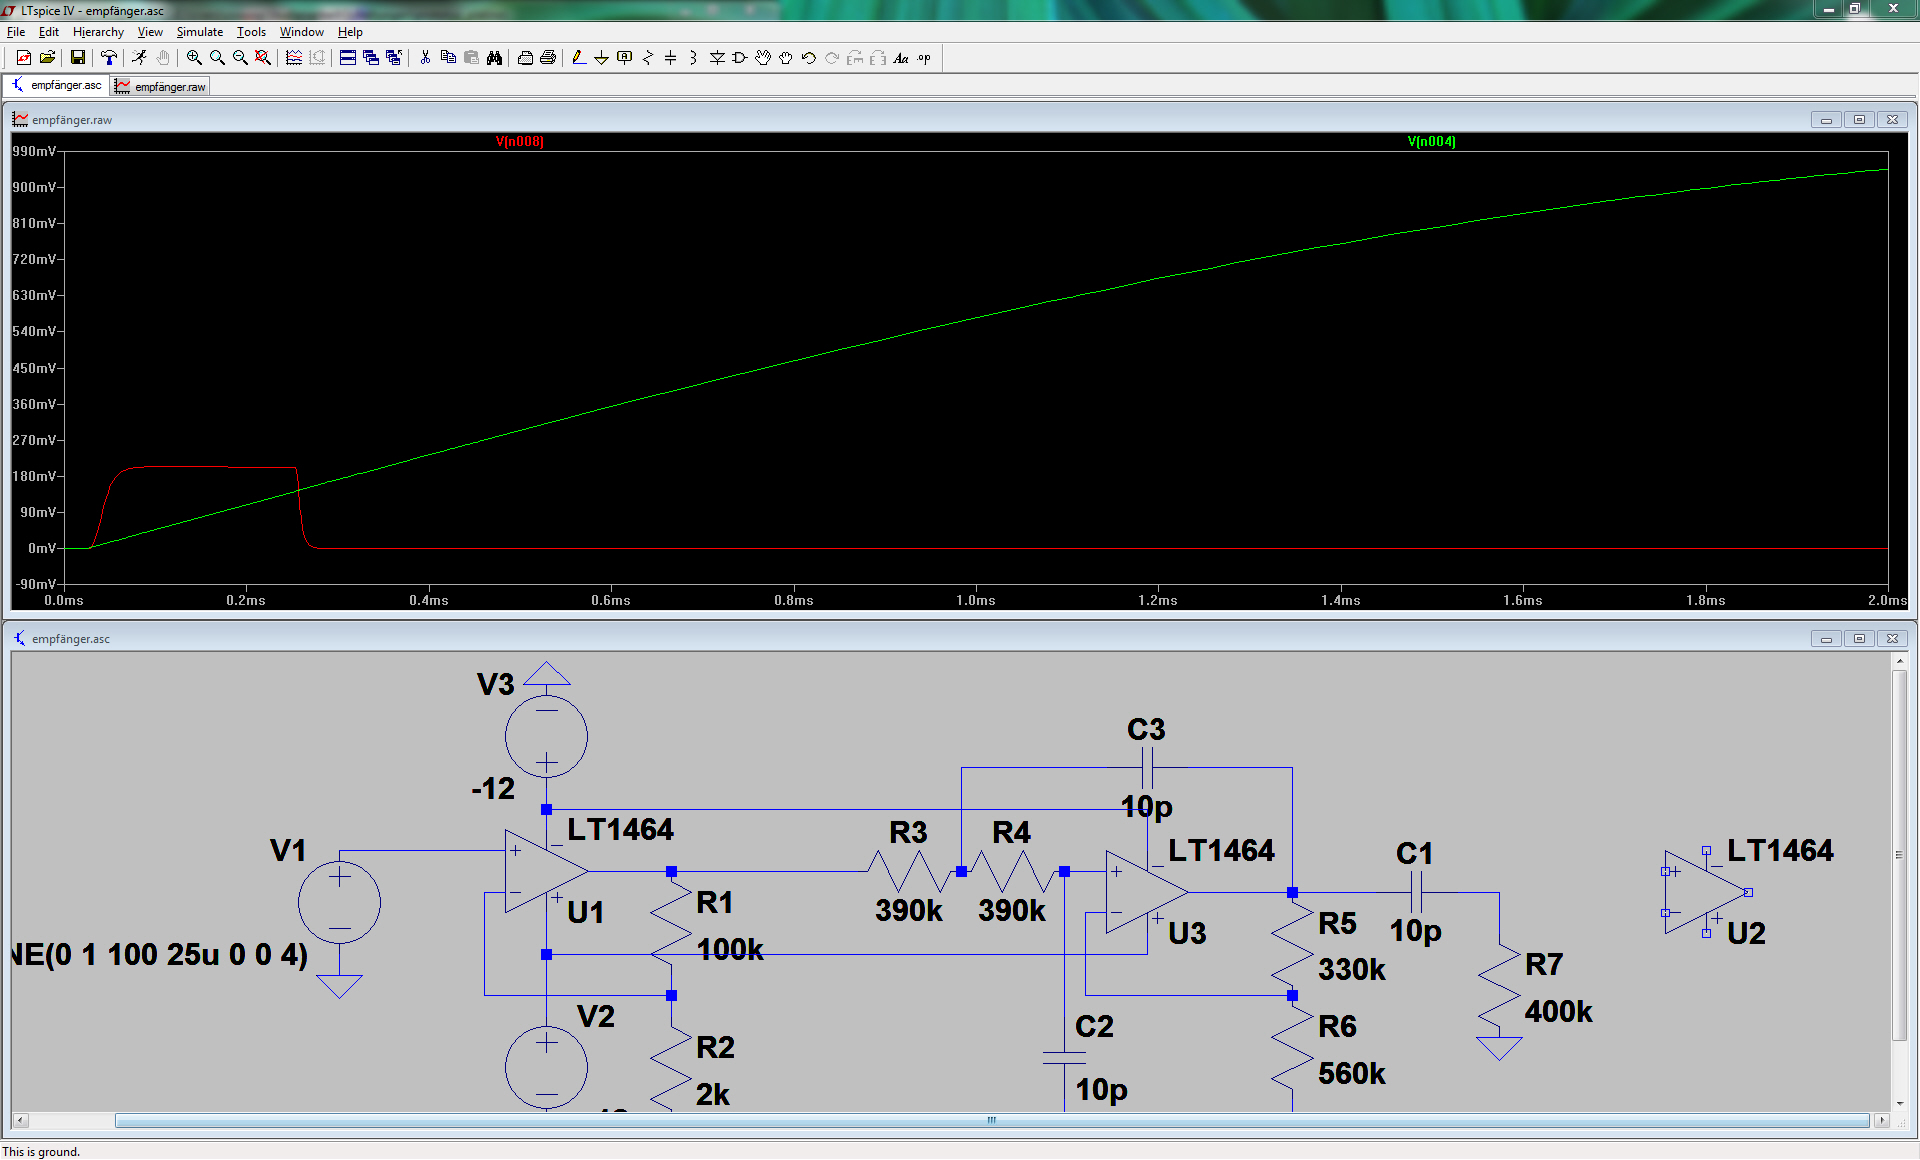 LTspice IV - empfänger.asc
File Edit Hierarchy View Simulate Tools Window Help
empfänger.asc empfänger.raw
empfänger.raw
V(n008) V(n004)
990mV
900mV
810mV
720mV
630mV
540mV
450mV
360mV
270mV
180mV
90mV
0mV
-90mV
0.0ms 0.2ms 0.4ms 0.6ms 0.8ms 1.0ms 1.2ms 1.4ms 1.6ms 1.8ms 2.0ms
empfänger.asc
V3
-12
C3
10p
V1
LT1464
U1
R3
390k
R4
390k
LT1464
U3
C1
10p
LT1464
U2
R1
100k
R5
330k
R7
400k
NE(0 1 100 25u 0 0 4)
V2
R2
2k
C2
10p
R6
560k
This is ground.